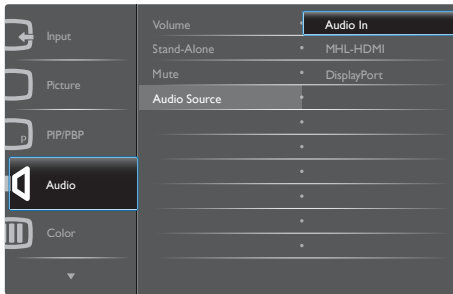 Input
Picture
P
PIP/PBP
Audio
Color
Volume
Stand-Alone
Mute
Audio Source
Audio In
MHL-HDMI
DisplayPort